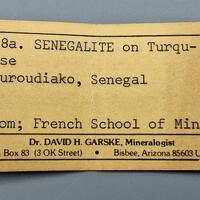 8a. SENEGALITE on Turqu-
se
uroudiako, Senegal
om; French School of Min
Dr. DAVID H. GARSKE, Mineralogist
Box 83 (3 OK Street) • Bisbee, Arizona 85603 U